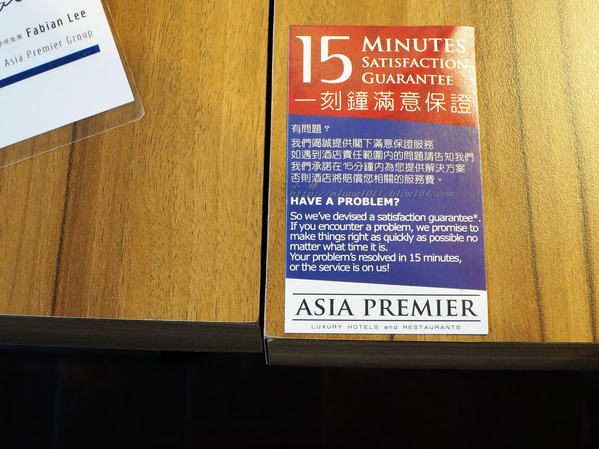 Fabian Lee
Asia Premier Group
15 MINUTES
SATISFACTION
GUARANTEE
一刻鐘滿意保證
有問題？
我們竭誠提供閣下滿意保證服務
如遇到酒店責任範圍內的問題請告知我們
我們承諾在15分鐘內為您提供解決方案
否則酒店將賠償您相關的服務費。
HAVE A PROBLEM?
So we've devised a satisfaction guarantee*.
If you encounter a problem, we promise to
make things right as quickly as possible no
matter what time it is.
Your problem's resolved in 15 minutes,
or the service is on us!
ASIA PREMIER
LUXURY HOTELS and RESTAURANTS